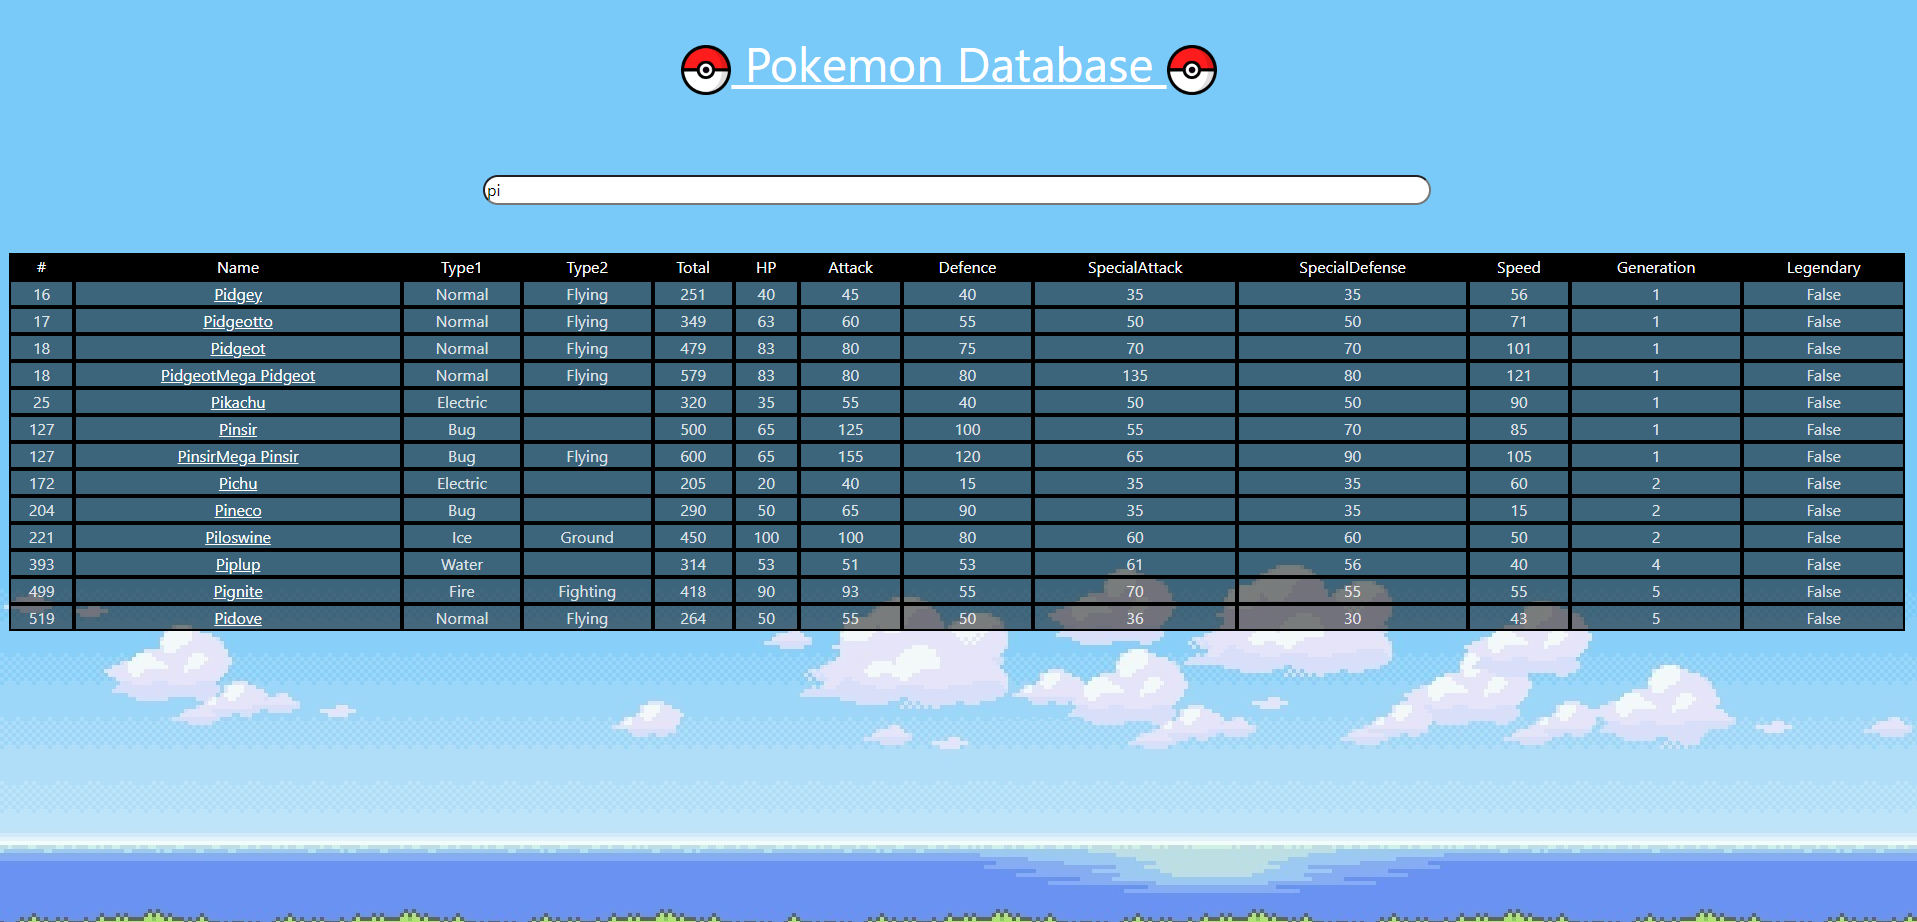 Pokemon Database
pi
# Name Type1 Type2 Total HP Attack Defence SpecialAttack SpecialDefense Speed Generation Legendary
16 Pidgey Normal Flying 251 40 45 40 35 35 56 1 False
17 Pidgeotto Normal Flying 349 63 60 55 50 50 71 1 False
18 Pidgeot Normal Flying 479 83 80 75 70 70 101 1 False
18 PidgeotMega Pidgeot Normal Flying 579 83 80 80 135 80 121 1 False
25 Pikachu Electric 320 35 55 40 50 50 90 1 False
127 Pinsir Bug 500 65 125 100 55 70 85 1 False
127 PinsirMega Pinsir Bug Flying 600 65 155 120 65 90 105 1 False
172 Pichu Electric 205 20 40 15 35 35 60 2 False
204 Pineco Bug 290 50 65 90 35 35 15 2 False
221 Piloswine Ice Ground 450 100 100 80 60 60 50 2 False
393 Piplup Water 314 53 51 53 61 56 40 4 False
499 Pignite Fire Fighting 418 90 93 55 70 55 55 5 False
519 Pidove Normal Flying 264 50 55 50 36 30 43 5 False